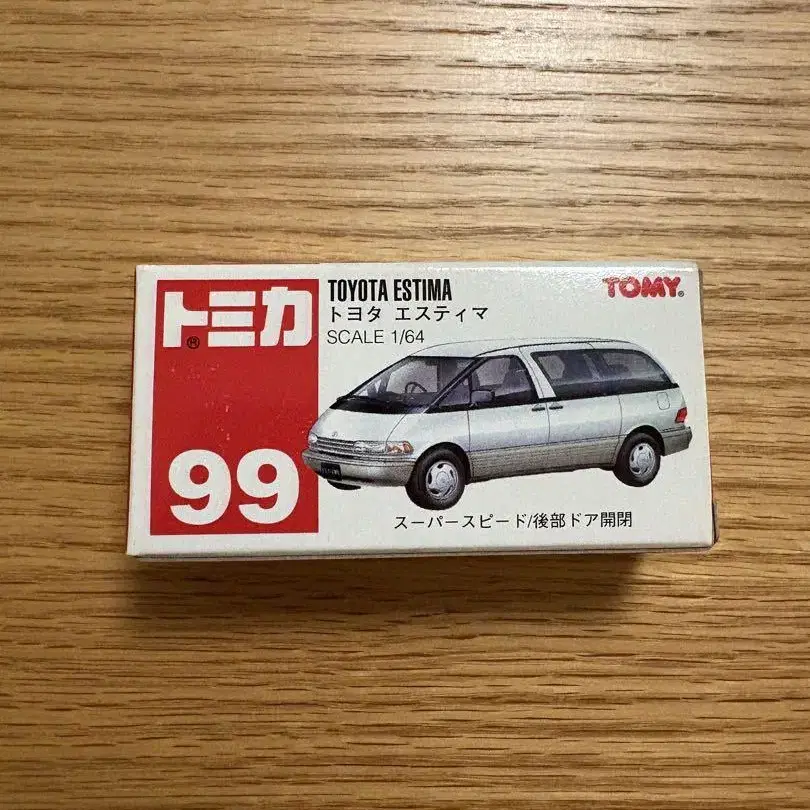 トミカ®
99
TOYOTA ESTIMA
トヨタ エスティマ
SCALE 1/64
TOMY®
スーパースピード/後部ドア開閉